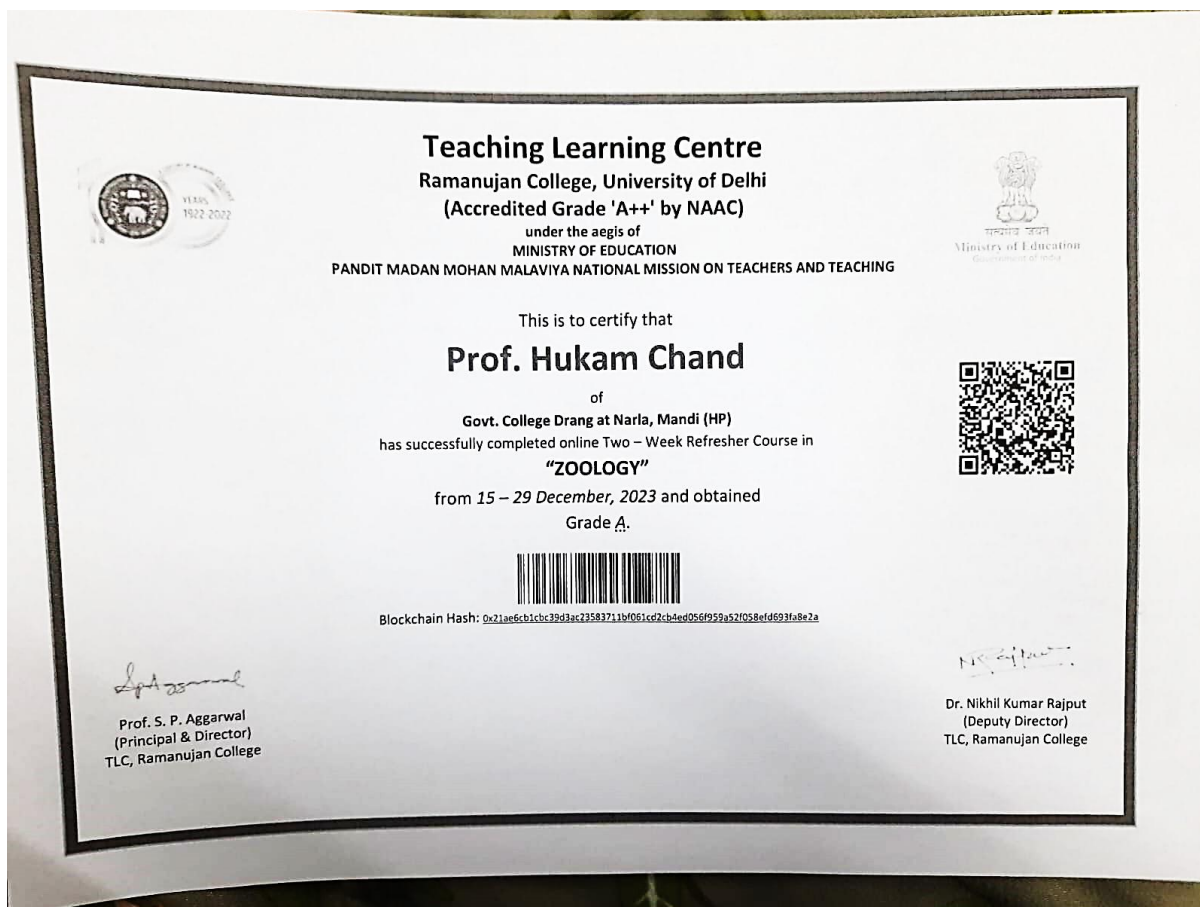 Teaching Learning Centre
Ramanujan College, University of Delhi
(Accredited Grade 'A++' by NAAC)
under the aegis of
MINISTRY OF EDUCATION
PANDIT MADAN MOHAN MALAVIYA NATIONAL MISSION ON TEACHERS AND TEACHING
YEARS
1922-2022
सत्यमेव जयते
Ministry of Education
Government of India
This is to certify that
Prof. Hukam Chand
of
Govt. College Drang at Narla, Mandi (HP)
has successfully completed online Two – Week Refresher Course in
“ZOOLOGY”
from 15 – 29 December, 2023 and obtained
Grade A.
Blockchain Hash: 0x21ae6cb1cbc39d3ac23583711bf061cd2cb4ed056f959a52f058efd693fa8e2a
SpAggarwal
Prof. S. P. Aggarwal
(Principal & Director)
TLC, Ramanujan College
Dr. Nikhil Kumar Rajput
(Deputy Director)
TLC, Ramanujan College